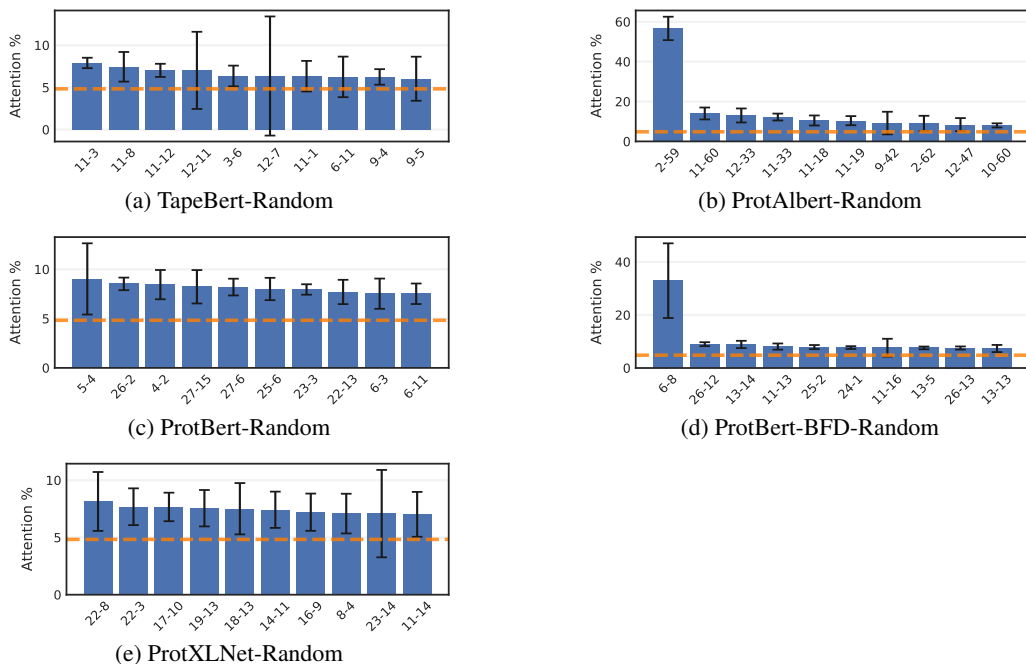 Attention %
10
5
0
11-3 11-8 11-12 12-11 3-6 12-7 11-1 6-11 9-4 9-5
(a) TapeBert-Random
Attention %
60
40
20
0
2-59 11-60 12-33 11-33 11-18 11-19 9-42 2-62 12-47 10-60
(b) ProtAlbert-Random
Attention %
10
5
0
5-4 26-2 4-2 27-15 27-6 25-6 23-3 22-13 6-3 6-11
(c) ProtBert-Random
Attention %
40
20
0
6-8 26-12 13-14 11-13 25-2 24-1 11-16 13-5 26-13 13-13
(d) ProtBert-BFD-Random
Attention %
10
5
0
22-8 22-3 17-10 19-13 18-13 14-11 16-9 8-4 23-14 11-14
(e) ProtXLNet-Random